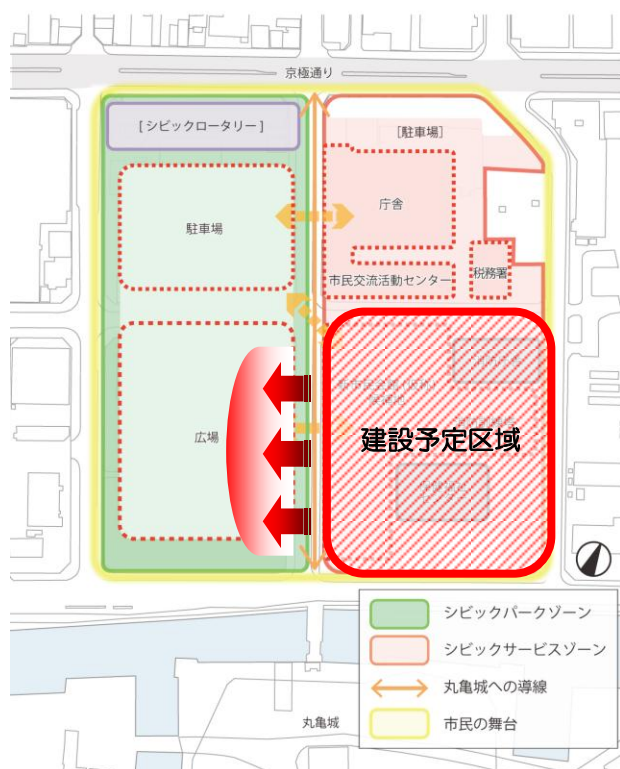 京極通り
[シビックロータリー]
[駐車場]
駐車場
庁舎
市民交流活動センター
税務署
広場
建設予定区域
シビックパークゾーン
シビックサービスゾーン
丸亀城への導線
市民の舞台
丸亀城